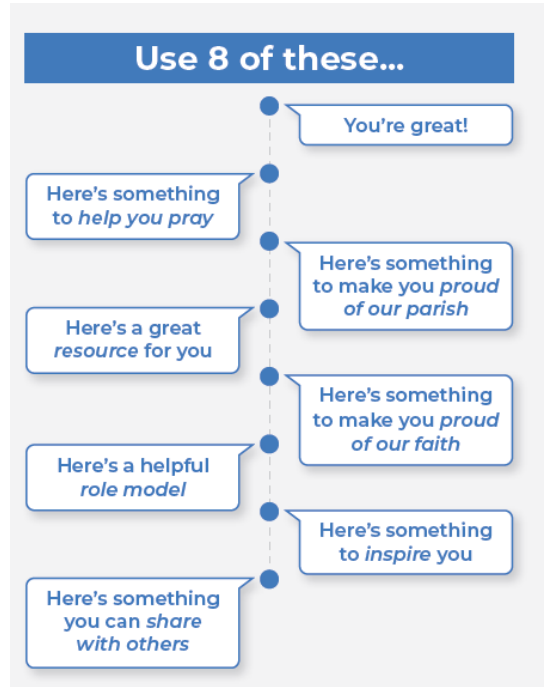 Use 8 of these...
You're great!
Here's something
to help you pray
Here's something
to make you proud
of our parish
Here's a great
resource for you
Here's something
to make you proud
of our faith
Here's a helpful
role model
Here's something
to inspire you
Here's something
you can share
with others